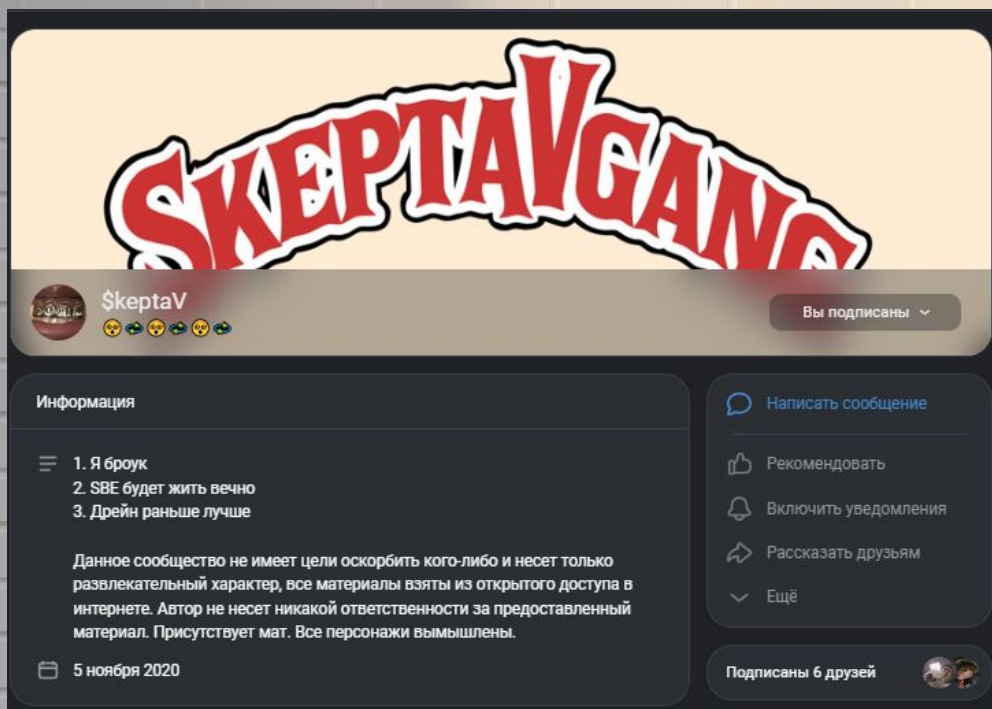 SKEPTAVGANG
$keptaV
Вы подписаны
Информация
1. Я броук
2. SBE будет жить вечно
3. Дрейн раньше лучше
Данное сообщество не имеет цели оскорбить кого-либо и несет только
развлекательный характер, все материалы взяты из открытого доступа в
интернете. Автор не несет никакой ответственности за предоставленный
материал. Присутствует мат. Все персонажи вымышлены.
5 ноября 2020
Написать сообщение
Рекомендовать
Включить уведомления
Рассказать друзьям
Ещё
Подписаны 6 друзей